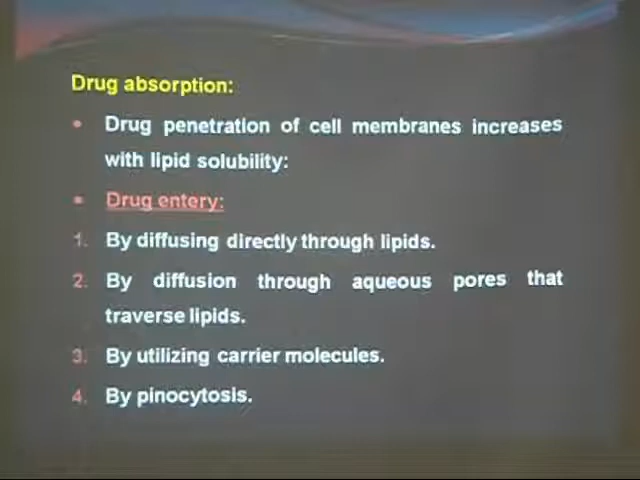 Drug absorption:
• Drug penetration of cell membranes increases
with lipid solubility:
• Drug entery:
1. By diffusing directly through lipids.
2. By diffusion through aqueous pores that
traverse lipids.
3. By utilizing carrier molecules.
4. By pinocytosis.